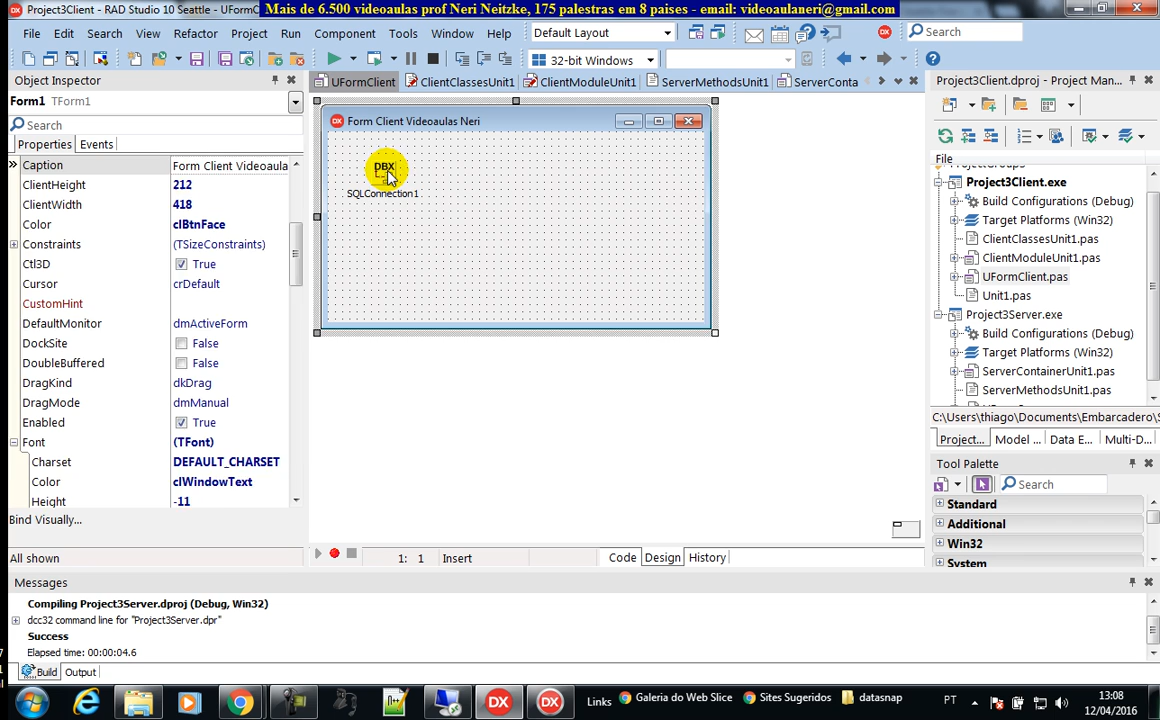 Project3Client - RAD Studio 10 Seattle - UFormC
Mais de 6.500 videoaulas prof Neri Neitzke, 175 palestras em 8 paises - email: videoaulaneri@gmail.com
File Edit Search View Refactor Project Run Component Tools Window Help
Default Layout
Search
32-bit Windows
Object Inspector
UFormClient ClientClassesUnit1 ClientModuleUnit1 ServerMethodsUnit1 ServerConta
Project3Client.dproj - Project Man...
Form1 TForm1
Search
Properties Events
Caption Form Client Videoaula
ClientHeight 212
ClientWidth 418
Color clBtnFace
Constraints (TSizeConstraints)
Ctl3D True
Cursor crDefault
CustomHint
DefaultMonitor dmActiveForm
DockSite False
DoubleBuffered False
DragKind dkDrag
DragMode dmManual
Enabled True
Font (TFont)
Charset DEFAULT_CHARSET
Color clWindowText
Height -11
Bind Visually...
All shown
Form Client Videoaulas Neri
DBX
SQLConnection1
1: 1 Insert
Code Design History
File
Project3Client.exe
Build Configurations (Debug)
Target Platforms (Win32)
ClientClassesUnit1.pas
ClientModuleUnit1.pas
UFormClient.pas
Unit1.pas
Project3Server.exe
Build Configurations (Debug)
Target Platforms (Win32)
ServerContainerUnit1.pas
ServerMethodsUnit1.pas
C:\Users\thiago\Documents\Embarcadero\S
Project... Model ... Data E... Multi-D...
Tool Palette
Search
Standard
Additional
Win32
System
Messages
Compiling Project3Server.dproj (Debug, Win32)
dcc32 command line for "Project3Server.dpr"
Success
Elapsed time: 00:00:04.6
Build Output
Links Galeria do Web Slice Sites Sugeridos datasnap
PT
13:08
12/04/2016